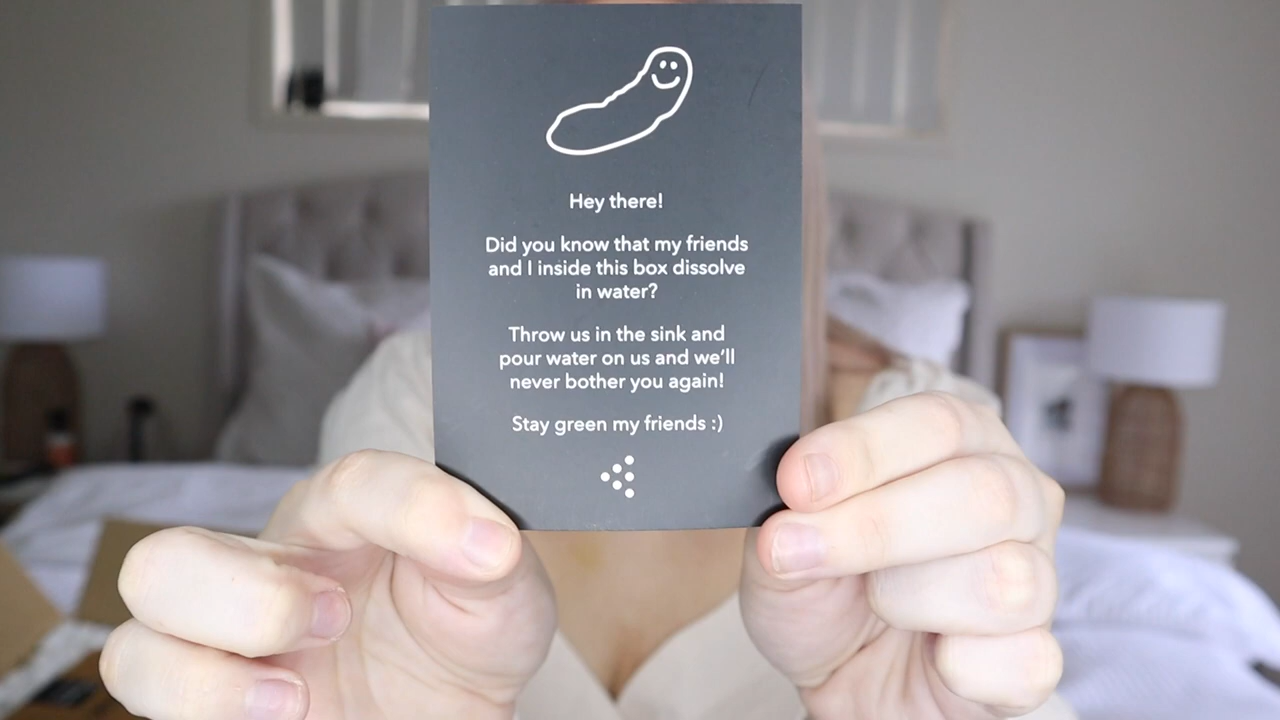 Hey there!
Did you know that my friends
and I inside this box dissolve
in water?
Throw us in the sink and
pour water on us and we'll
never bother you again!
Stay green my friends :)